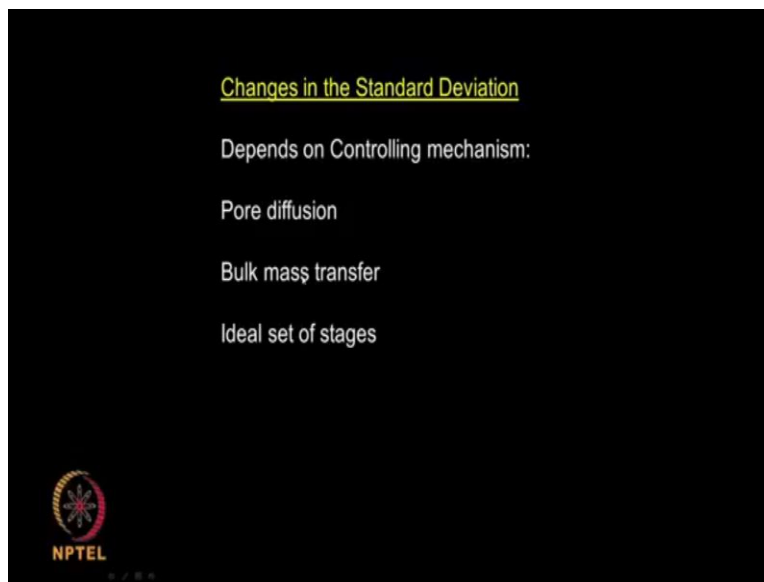 Changes in the Standard Deviation
Depends on Controlling mechanism:
Pore diffusion
Bulk mass transfer
Ideal set of stages
NPTEL